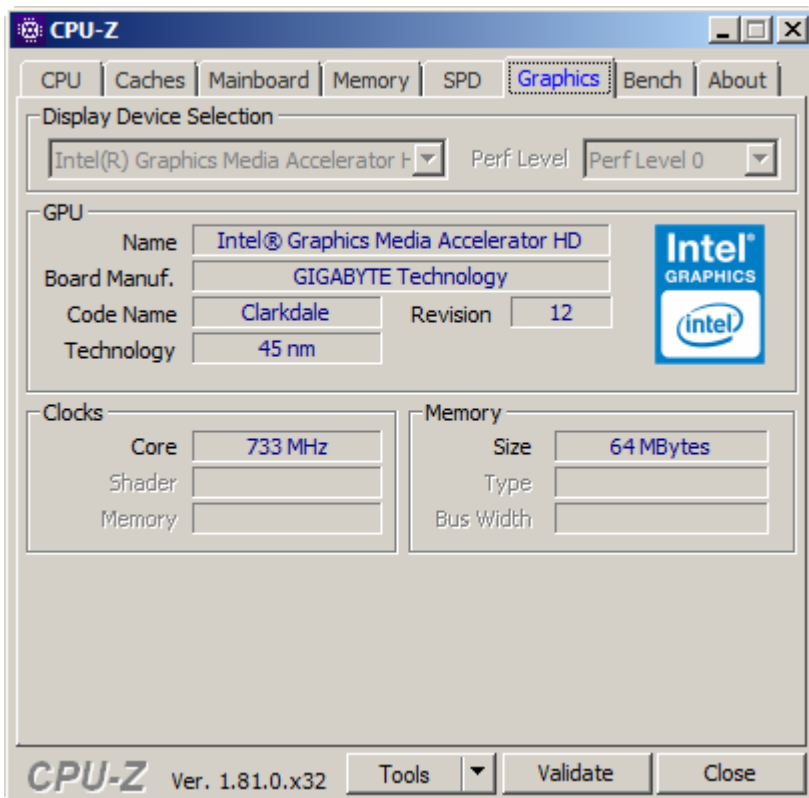 CPU-Z
CPU Caches Mainboard Memory SPD Graphics Bench About
Display Device Selection
Intel(R) Graphics Media Accelerator H Perf Level Perf Level 0
GPU
Name Intel® Graphics Media Accelerator HD
Board Manuf. GIGABYTE Technology
Code Name Clarkdale Revision 12
Technology 45 nm
Intel®
GRAPHICS
intel
Clocks
Core 733 MHz
Shader
Memory
Memory
Size 64 MBytes
Type
Bus Width
CPU-Z Ver. 1.81.0.x32 Tools Validate Close